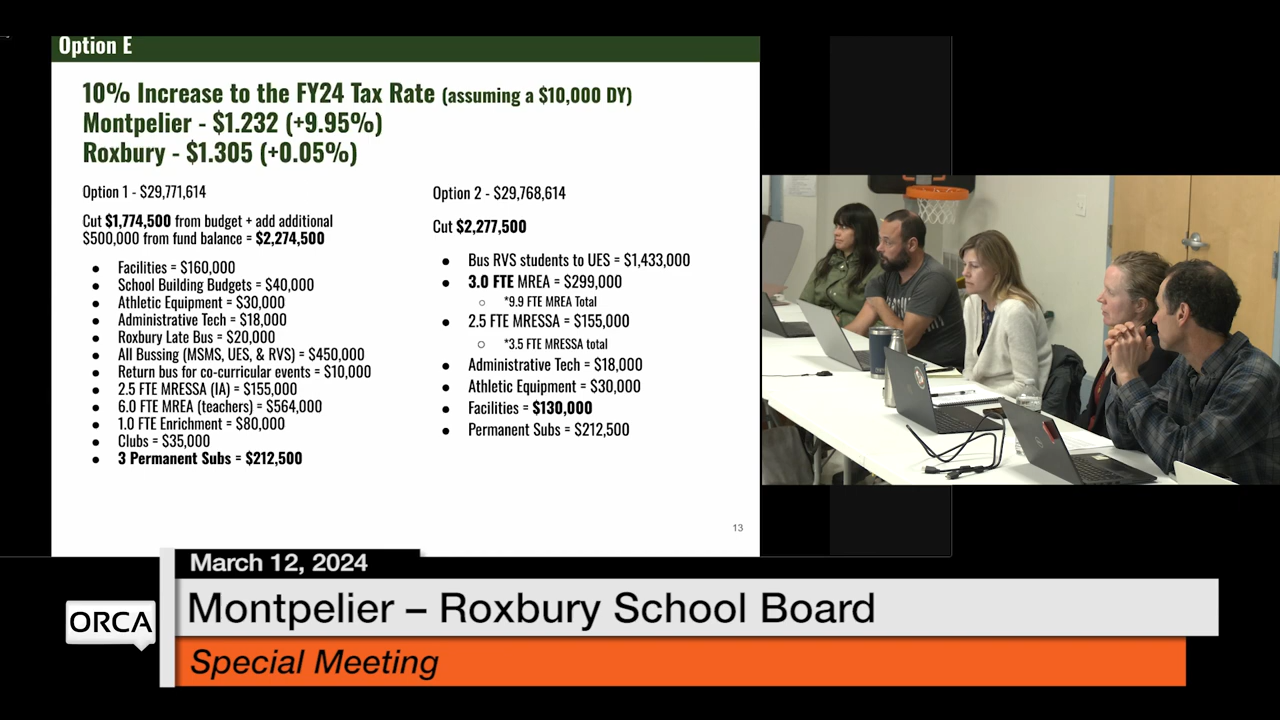 Option E
10% Increase to the FY24 Tax Rate (assuming a $10,000 DY)
Montpelier - $1.232 (+9.95%)
Roxbury - $1.305 (+0.05%)
Option 1 - $29,771,614
Cut $1,774,500 from budget + add additional
$500,000 from fund balance = $2,274,500
● Facilities = $160,000
● School Building Budgets = $40,000
● Athletic Equipment = $30,000
● Administrative Tech = $18,000
● Roxbury Late Bus = $20,000
● All Bussing (MSMS, UES, & RVS) = $450,000
● Return bus for co-curricular events = $10,000
● 2.5 FTE MRESSA (IA) = $155,000
● 6.0 FTE MREA (teachers) = $564,000
● 1.0 FTE Enrichment = $80,000
● Clubs = $35,000
● 3 Permanent Subs = $212,500
Option 2 - $29,768,614
Cut $2,277,500
● Bus RVS students to UES = $1,433,000
● 3.0 FTE MREA = $299,000
○ *9.9 FTE MREA Total
● 2.5 FTE MRESSA = $155,000
○ *3.5 FTE MRESSA total
● Administrative Tech = $18,000
● Athletic Equipment = $30,000
● Facilities = $130,000
● Permanent Subs = $212,500
13
March 12, 2024
ORCA
Montpelier – Roxbury School Board
Special Meeting